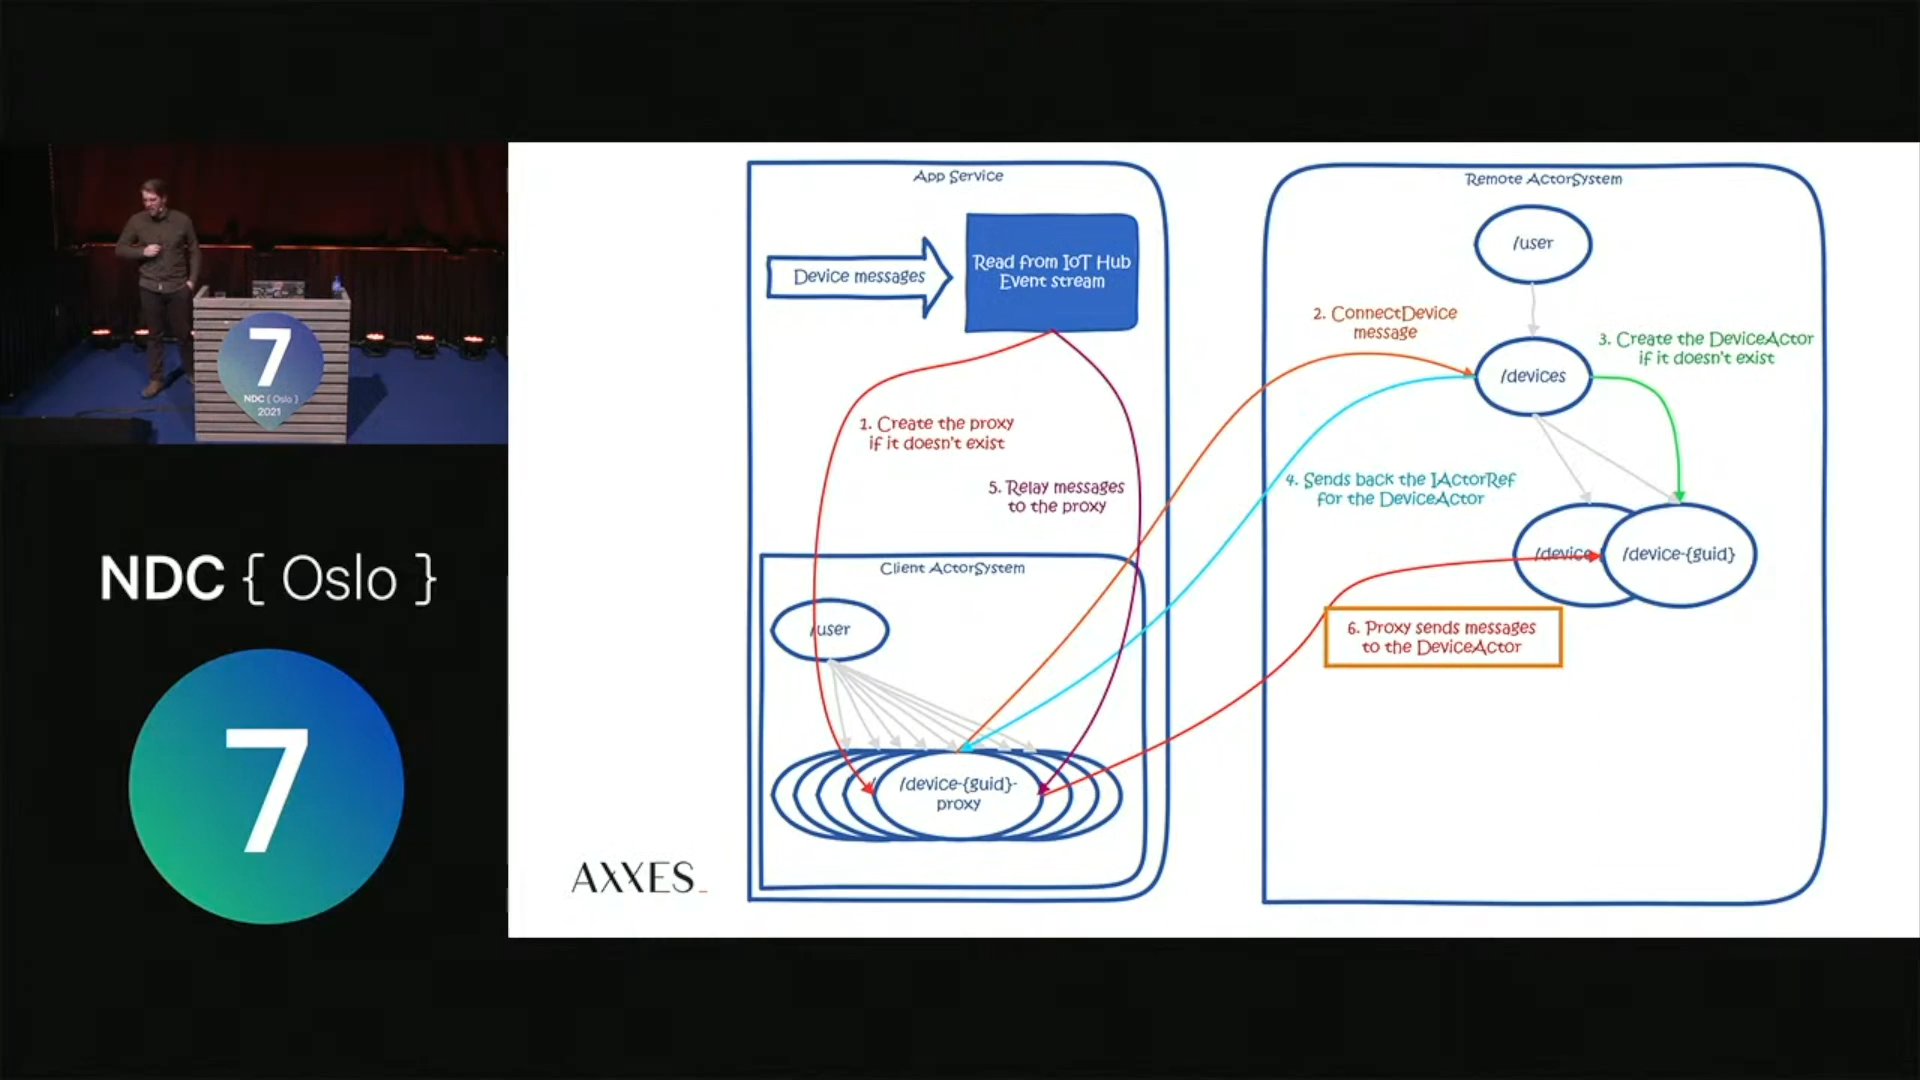 7
NDC { Oslo }
2021
NDC { Oslo }
7
App Service
Device messages
Read from IoT Hub
Event stream
1. Create the proxy
if it doesn't exist
5. Relay messages
to the proxy
Client ActorSystem
/user
/device-{guid}-
proxy
AXXES_
Remote ActorSystem
/user
2. ConnectDevice
message
/devices
3. Create the DeviceActor
if it doesn't exist
4. Sends back the IActorRef
for the DeviceActor
/device-
/device-{guid}
6. Proxy sends messages
to the DeviceActor